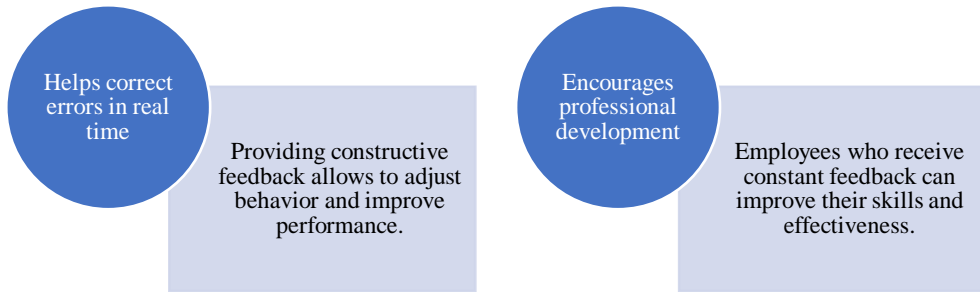 Helps correct
errors in real
time
Providing constructive
feedback allows to adjust
behavior and improve
performance.
Encourages
professional
development
Employees who receive
constant feedback can
improve their skills and
effectiveness.